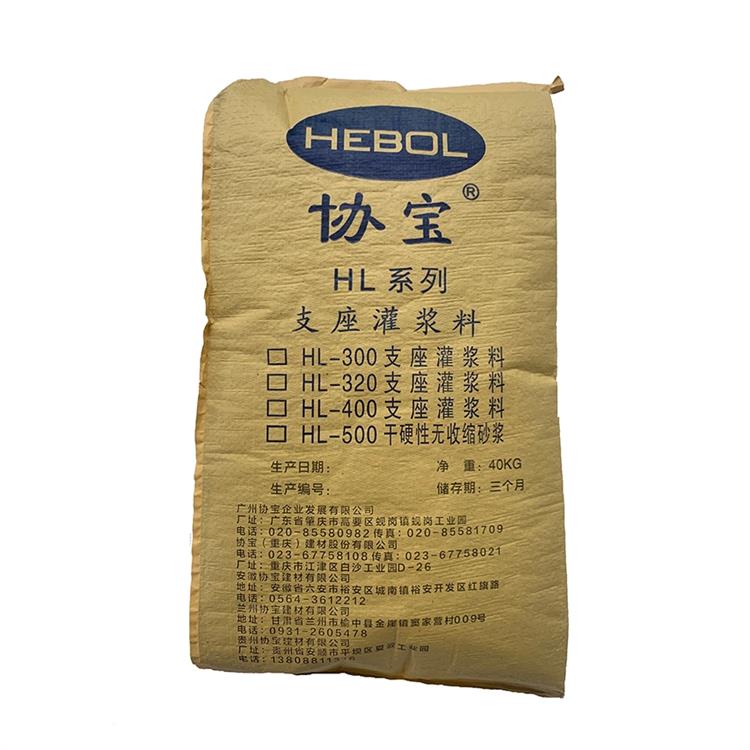 HEBOL
协宝®
HL系列
支座灌浆料
□ HL-300支座灌浆料
□ HL-320支座灌浆料
□ HL-400支座灌浆料
□ HL-500干硬性无收缩砂浆
生产日期: 净 重:40KG
生产编号: 储存期:三个月
广州协宝企业发展有限公司
厂址:广东省肇庆市高要区蚬岗镇蚬岗工业园
电话:020-85580982传真:020-85581709
协宝(重庆)建材股份有限公司
电话:023-67758108传真:023-67758021
厂址:重庆市江津区白沙工业园D-26
安徽协宝建材有限公司
地址:安徽省六安市裕安区城南镇裕安开发区红旗路
电话:0564-3612212
兰州协宝建材有限公司
地址:甘肃省兰州市榆中县金崖镇窦家营村009号
电话:0931-2605478
贵州协宝建材有限公司
厂址:贵州省安顺市平坝区夏云工业园
电话: